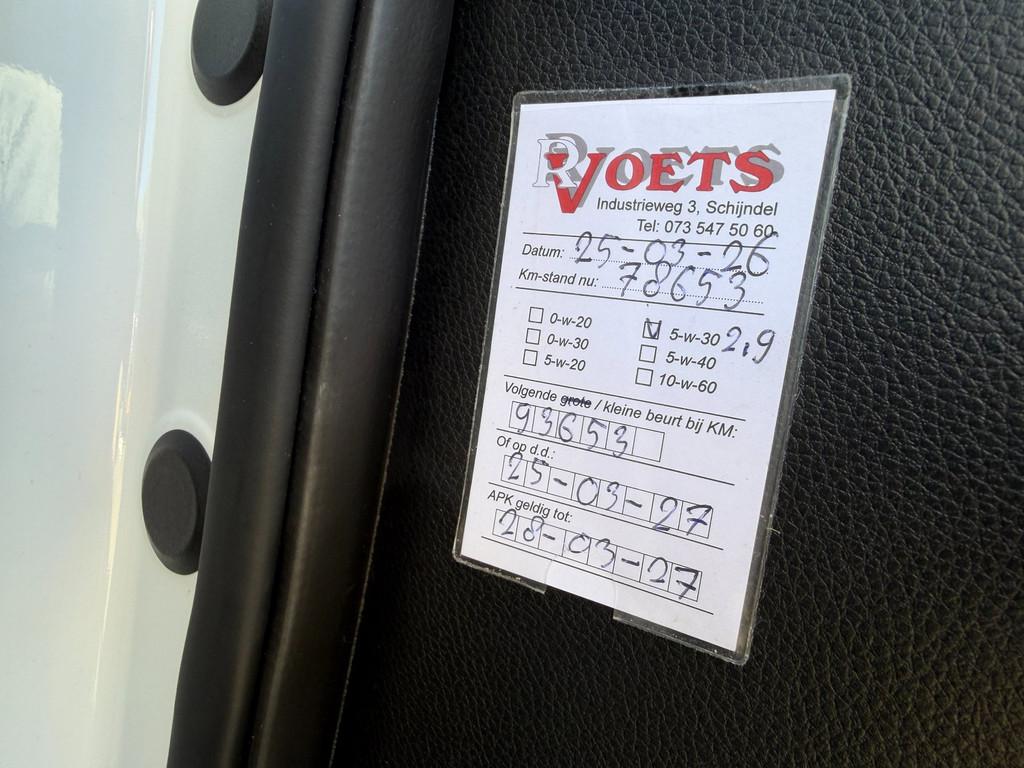 R VOETS
Industrieweg 3, Schijndel
Tel: 073 547 50 60
Datum: 25-03-26
Km-stand nu: 78653
0-w-20
0-w-30
5-w-20
5-w-30 2,9
5-w-40
10-w-60
Volgende grote / kleine beurt bij KM:
93653
Of op d.d.:
25-03-27
APK geldig tot:
28-03-27